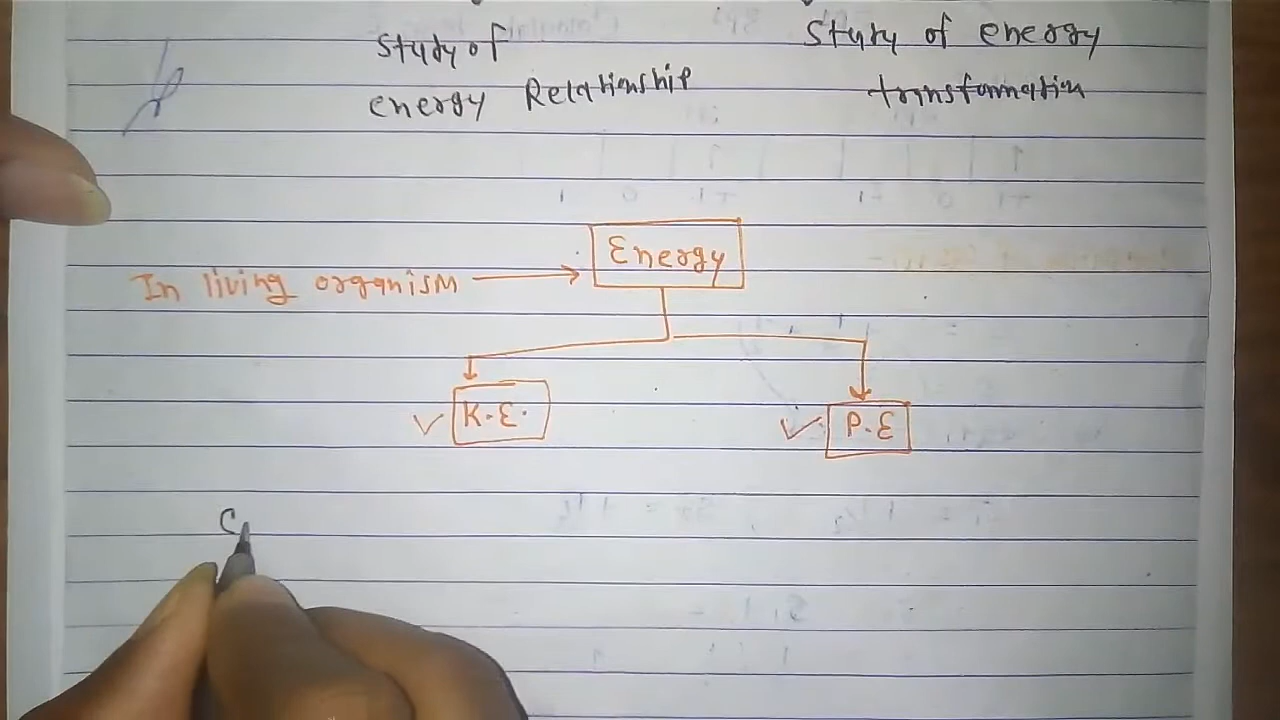 Study of
Study of energy
energy Relationship
transformation
Energy
In living organism
K.E.
P.E
C